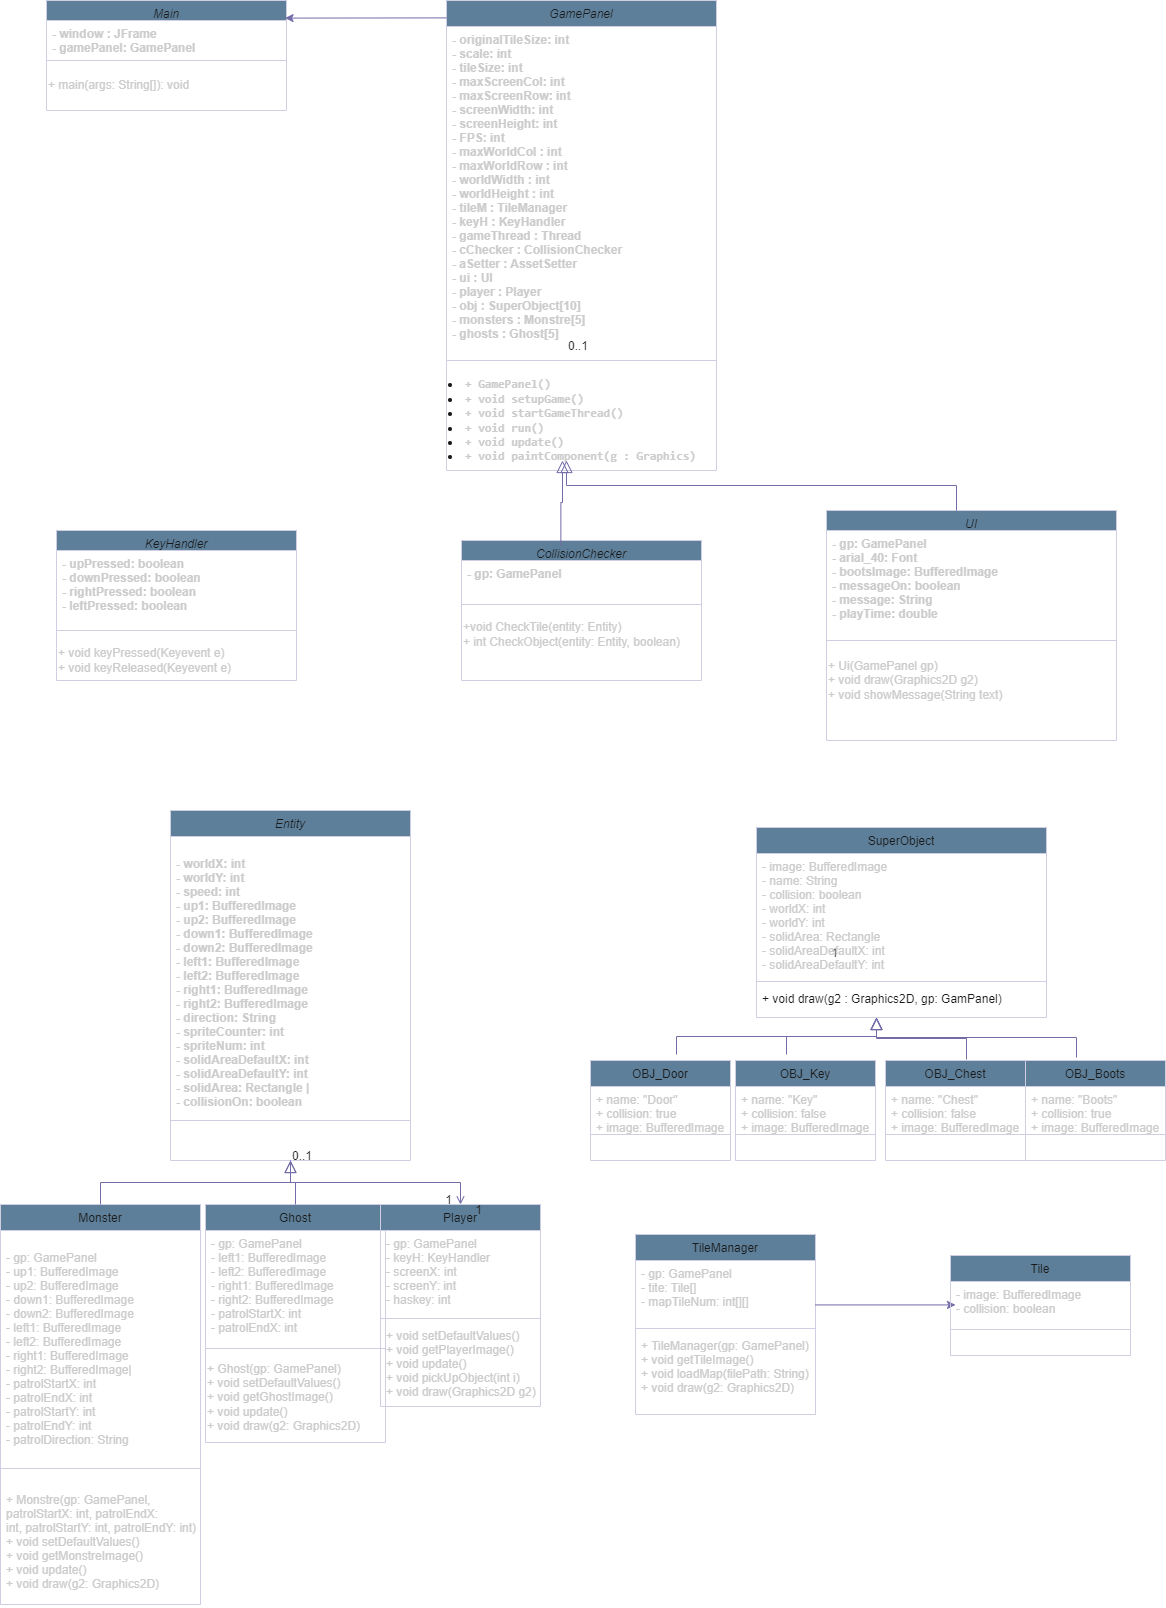 Main
- window : JFrame
- gamePanel: GamePanel
+ main(args: String[]): void
GamePanel
- originalTileSize: int
- scale: int
- tileSize: int
- maxScreenCol: int
- maxScreenRow: int
- screenWidth: int
- screenHeight: int
- FPS: int
- maxWorldCol : int
- maxWorldRow : int
- worldWidth : int
- worldHeight : int
- tileM : TileManager
- keyH : KeyHandler
- gameThread : Thread
- cChecker : CollisionChecker
- aSetter : AssetSetter
- ui : UI
- player : Player
- obj : SuperObject[10]
- monsters : Monstre[5]
- ghosts : Ghost[5]
0..1
+ GamePanel()
+ void setupGame()
+ void startGameThread()
+ void run()
+ void update()
+ void paintComponent(g : Graphics)
KeyHandler
- upPressed: boolean
- downPressed: boolean
- rightPressed: boolean
- leftPressed: boolean
+ void keyPressed(Keyevent e)
+ void keyReleased(Keyevent e)
CollisionChecker
- gp: GamePanel
+void CheckTile(entity: Entity)
+ int CheckObject(entity: Entity, boolean)
UI
- gp: GamePanel
- arial_40: Font
- bootsImage: BufferedImage
- messageOn: boolean
- message: String
- playTime: double
+ Ui(GamePanel gp)
+ void draw(Graphics2D g2)
+ void showMessage(String text)
Entity
- worldX: int
- worldY: int
- speed: int
- up1: BufferedImage
- up2: BufferedImage
- down1: BufferedImage
- down2: BufferedImage
- left1: BufferedImage
- left2: BufferedImage
- right1: BufferedImage
- right2: BufferedImage
- direction: String
- spriteCounter: int
- spriteNum: int
- solidAreaDefaultX: int
- solidAreaDefaultY: int
- solidArea: Rectangle |
- collisionOn: boolean
0..1
SuperObject
- image: BufferedImage
- name: String
- collision: boolean
- worldX: int
- worldY: int
- solidArea: Rectangle
- solidAreaDefaultX: int
1
- solidAreaDefaultY: int
+ void draw(g2 : Graphics2D, gp: GamPanel)
OBJ_Door
+ name: "Door"
+ collision: true
+ image: BufferedImage
OBJ_Key
+ name: "Key"
+ collision: false
+ image: BufferedImage
OBJ_Chest
+ name: "Chest"
+ collision: false
+ image: BufferedImage
OBJ_Boots
+ name: "Boots"
+ collision: true
+ image: BufferedImage
Monster
- gp: GamePanel
- up1: BufferedImage
- up2: BufferedImage
- down1: BufferedImage
- down2: BufferedImage
- left1: BufferedImage
- left2: BufferedImage
- right1: BufferedImage
- right2: BufferedImage|
- patrolStartX: int
- patrolEndX: int
- patrolStartY: int
- patrolEndY: int
- patrolDirection: String
+ Monstre(gp: GamePanel,
patrolStartX: int, patrolEndX:
int, patrolStartY: int, patrolEndY: int)
+ void setDefaultValues()
+ void getMonstreImage()
+ void update()
+ void draw(g2: Graphics2D)
Ghost
- gp: GamePanel
- left1: BufferedImage
- left2: BufferedImage
- right1: BufferedImage
- right2: BufferedImage
- patrolStartX: int
- patrolEndX: int
+ Ghost(gp: GamePanel)
+ void setDefaultValues()
+ void getGhostImage()
+ void update()
+ void draw(g2: Graphics2D)
1
1
Player
- gp: GamePanel
- keyH: KeyHandler
- screenX: int
- screenY: int
- haskey: int
+ void setDefaultValues()
+ void getPlayerImage()
+ void update()
+ void pickUpObject(int i)
+ void draw(Graphics2D g2)
TileManager
- gp: GamePanel
- tite: Tile[]
- mapTileNum: int[][]
+ TileManager(gp: GamePanel)
+ void getTileImage()
+ void loadMap(filePath: String)
+ void draw(g2: Graphics2D)
Tile
- image: BufferedImage
- collision: boolean